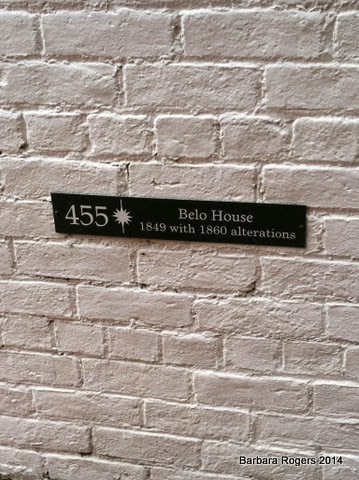 455
Belo House
1849 with 1860 alterations
Barbara Rogers 2014